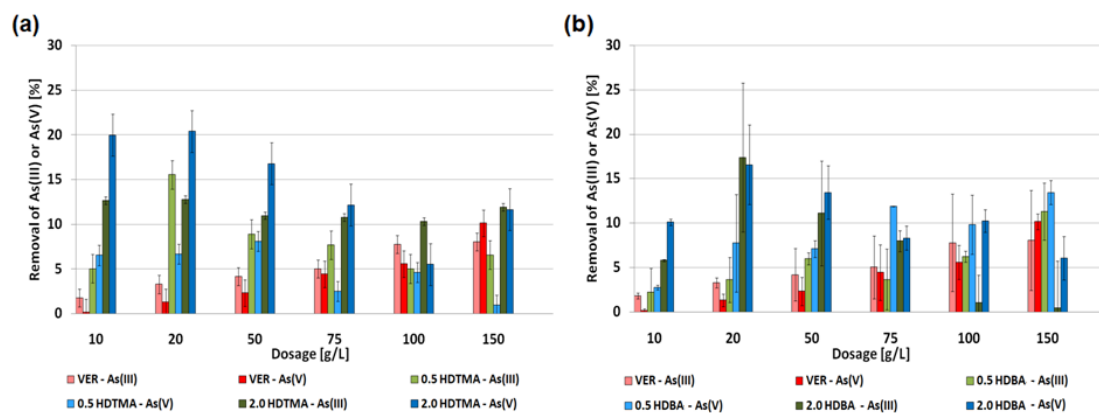 (a)
Removal of As(III) or As(V) [%]
30
25
20
15
10
5
0
10 20 50 75 100 150
Dosage [g/L]
VER - As(III) VER - As(V) 0.5 HDTMA - As(III)
0.5 HDTMA - As(V) 2.0 HDTMA - As(III) 2.0 HDTMA - As(V)
(b)
Removal of As(III) or As(V) [%]
30
25
20
15
10
5
0
10 20 50 75 100 150
Dosage [g/L]
VER - As(III) VER - As(V) 0.5 HDBA - As(III)
0.5 HDBA - As(V) 2.0 HDBA - As(III) 2.0 HDBA - As(V)